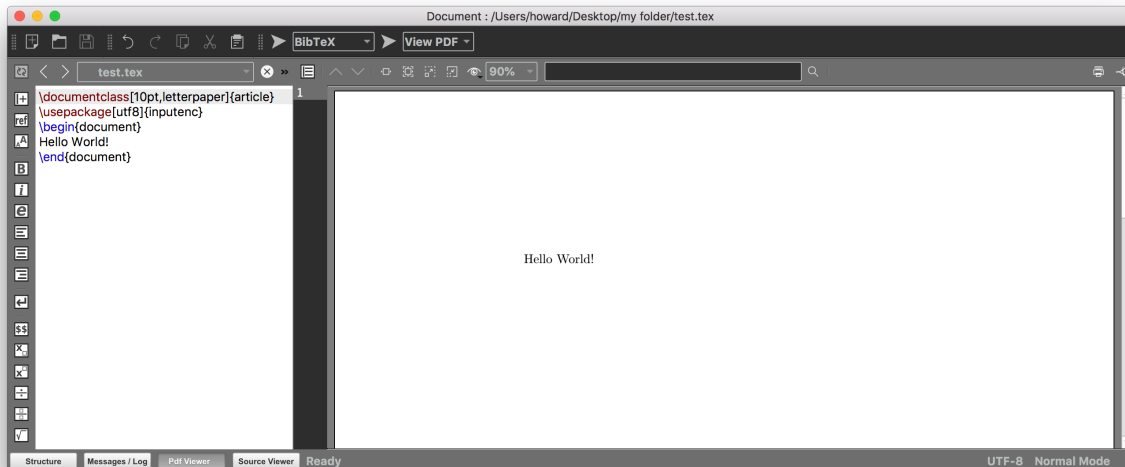 Document : /Users/howard/Desktop/my folder/test.tex
BibTeX View PDF
test.tex » 90%
\documentclass[10pt,letterpaper]{article}
\usepackage[utf8]{inputenc}
\begin{document}
Hello World!
\end{document}
1
Hello World!
ref
AA
B
i
e
$$
x
x
÷
√
Structure Messages / Log Pdf Viewer Source Viewer Ready UTF-8 Normal Mode